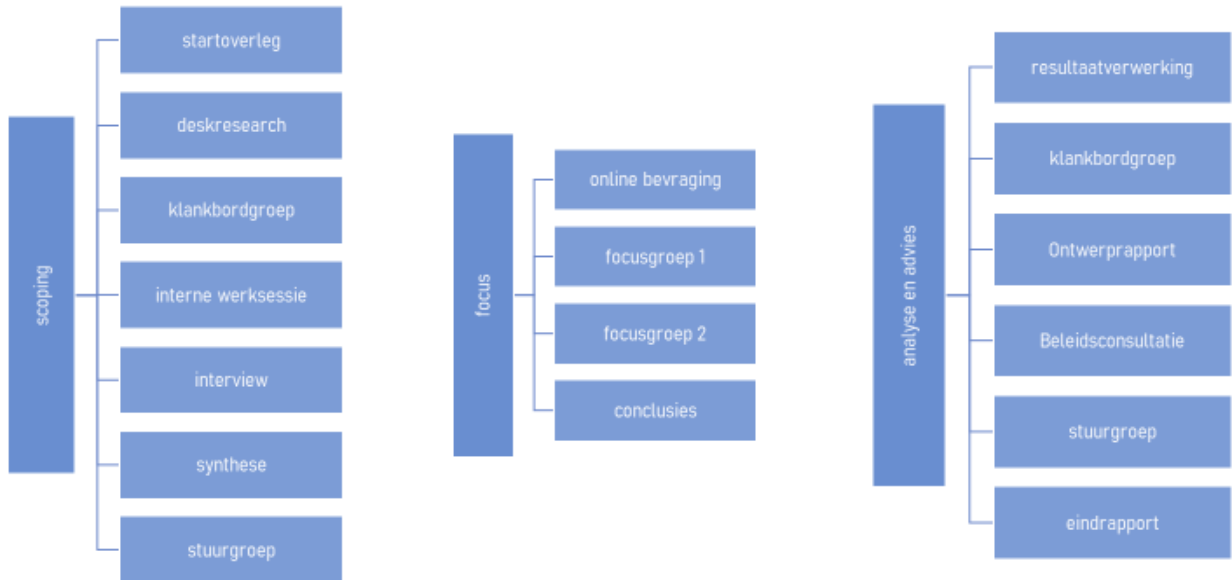 scoping
startoverleg
deskresearch
klankbordgroep
interne werksessie
interview
synthese
stuurgroep
focus
online bevraging
focusgroep 1
focusgroep 2
conclusies
analyse en advies
resultaatverwerking
klankbordgroep
Ontwerprapport
Beleidsconsultatie
stuurgroep
eindrapport